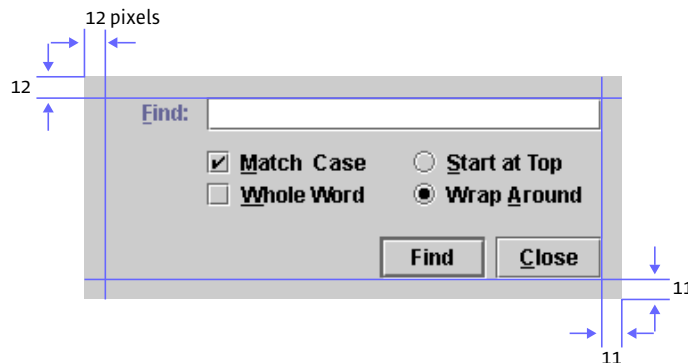 12 pixels
12
Find:
Match Case
Start at Top
Whole Word
Wrap Around
Find
Close
11
11